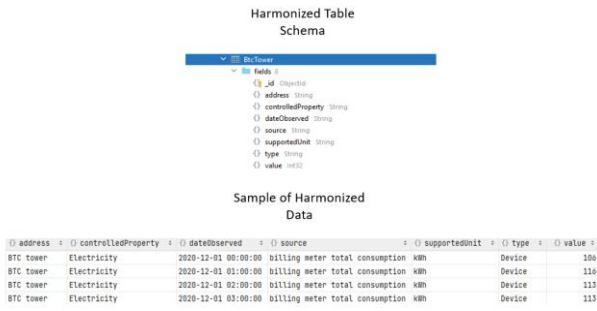 Harmonized Table
Schema
BtcTower
fields 8
_id ObjectId
address String
controlledProperty String
dateObserved String
source String
supportedUnit String
type String
value Int32
Sample of Harmonized
Data
address controlledProperty dateObserved source supportedUnit type value
BTC tower Electricity 2020-12-01 00:00:00 billing meter total consumption kWh Device 106
BTC tower Electricity 2020-12-01 01:00:00 billing meter total consumption kWh Device 116
BTC tower Electricity 2020-12-01 02:00:00 billing meter total consumption kWh Device 113
BTC tower Electricity 2020-12-01 03:00:00 billing meter total consumption kWh Device 113